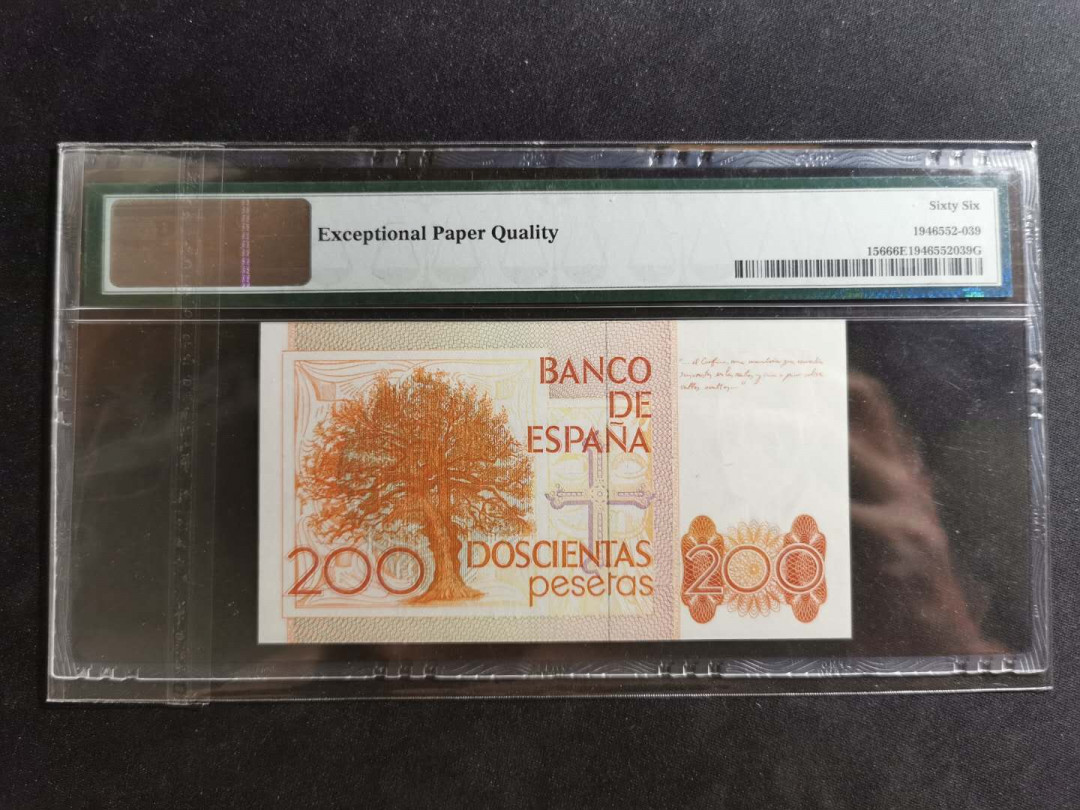 Exceptional Paper Quality
Sixty Six
1946552-039
15666E1946552039G
BANCO
DE
ESPAÑA
200
DOSCIENTAS
pesetas
200